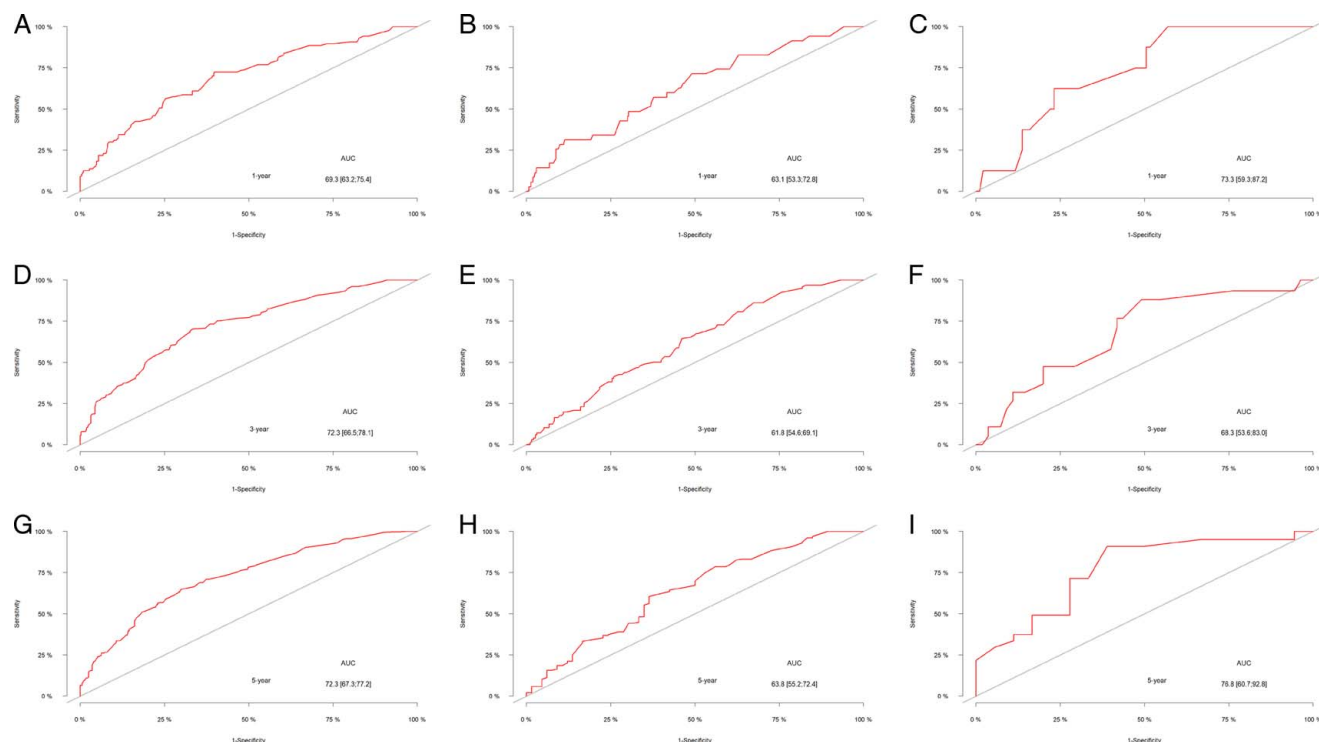 A
100 %
75 %
50 %
25 %
0 %
Sensitivity
AUC
1-year 69.3 [63.2;75.4]
0 % 25 % 50 % 75 % 100 %
1-Specificity
B
100 %
75 %
50 %
25 %
0 %
Sensitivity
AUC
1-year 63.1 [53.3;72.8]
0 % 25 % 50 % 75 % 100 %
1-Specificity
C
100 %
75 %
50 %
25 %
0 %
Sensitivity
AUC
1-year 73.3 [59.3;87.2]
0 % 25 % 50 % 75 % 100 %
1-Specificity
D
100 %
75 %
50 %
25 %
0 %
Sensitivity
AUC
3-year 72.3 [66.5;78.1]
0 % 25 % 50 % 75 % 100 %
1-Specificity
E
100 %
75 %
50 %
25 %
0 %
Sensitivity
AUC
3-year 61.8 [54.6;69.1]
0 % 25 % 50 % 75 % 100 %
1-Specificity
F
100 %
75 %
50 %
25 %
0 %
Sensitivity
AUC
3-year 68.3 [53.6;83.0]
0 % 25 % 50 % 75 % 100 %
1-Specificity
G
100 %
75 %
50 %
25 %
0 %
Sensitivity
AUC
5-year 72.3 [67.3;77.2]
0 % 25 % 50 % 75 % 100 %
1-Specificity
H
100 %
75 %
50 %
25 %
0 %
Sensitivity
AUC
5-year 63.8 [55.2;72.4]
0 % 25 % 50 % 75 % 100 %
1-Specificity
I
100 %
75 %
50 %
25 %
0 %
Sensitivity
AUC
5-year 76.8 [60.7;92.8]
0 % 25 % 50 % 75 % 100 %
1-Specificity